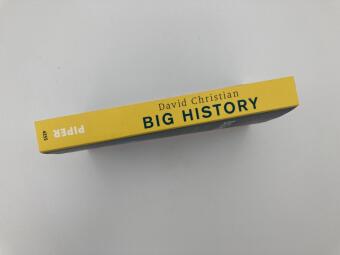 David Christian
BIG HISTORY
PIPER